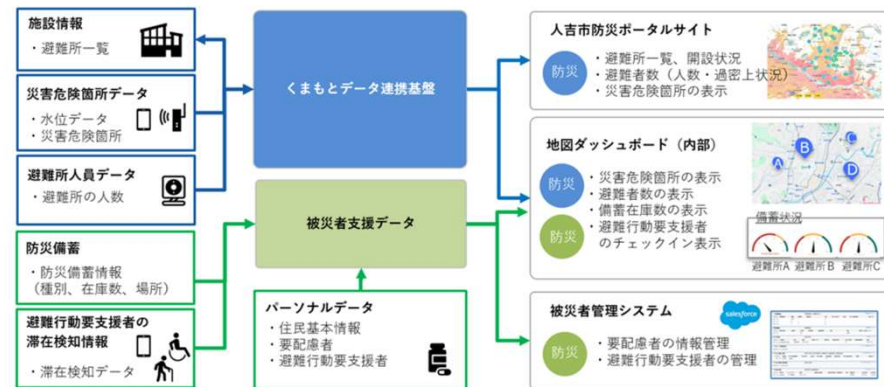 施設情報
・避難所一覧
災害危険箇所データ
・水位データ
・災害危険箇所
避難所人員データ
・避難所の人数
防災備蓄
・防災備蓄情報
（種別、在庫数、場所）
避難行動要支援者の
滞在検知情報
・滞在検知データ
くまもとデータ連携基盤
被災者支援データ
パーソナルデータ
・住民基本情報
・要配慮者
・避難行動要支援者
人吉市防災ポータルサイト
防災
・避難所一覧、開設状況
・避難者数（人数・過密上状況）
・災害危険箇所の表示
地図ダッシュボード（内部）
防災
防災
・災害危険箇所の表示
・避難者数の表示
・備蓄在庫数の表示
・避難行動要支援者
のチェックイン表示
A
B
C
D
備蓄状況
避難所A
避難所B
避難所C
被災者管理システム
salesforce
防災
・要配慮者の情報管理
・避難行動要支援者の管理